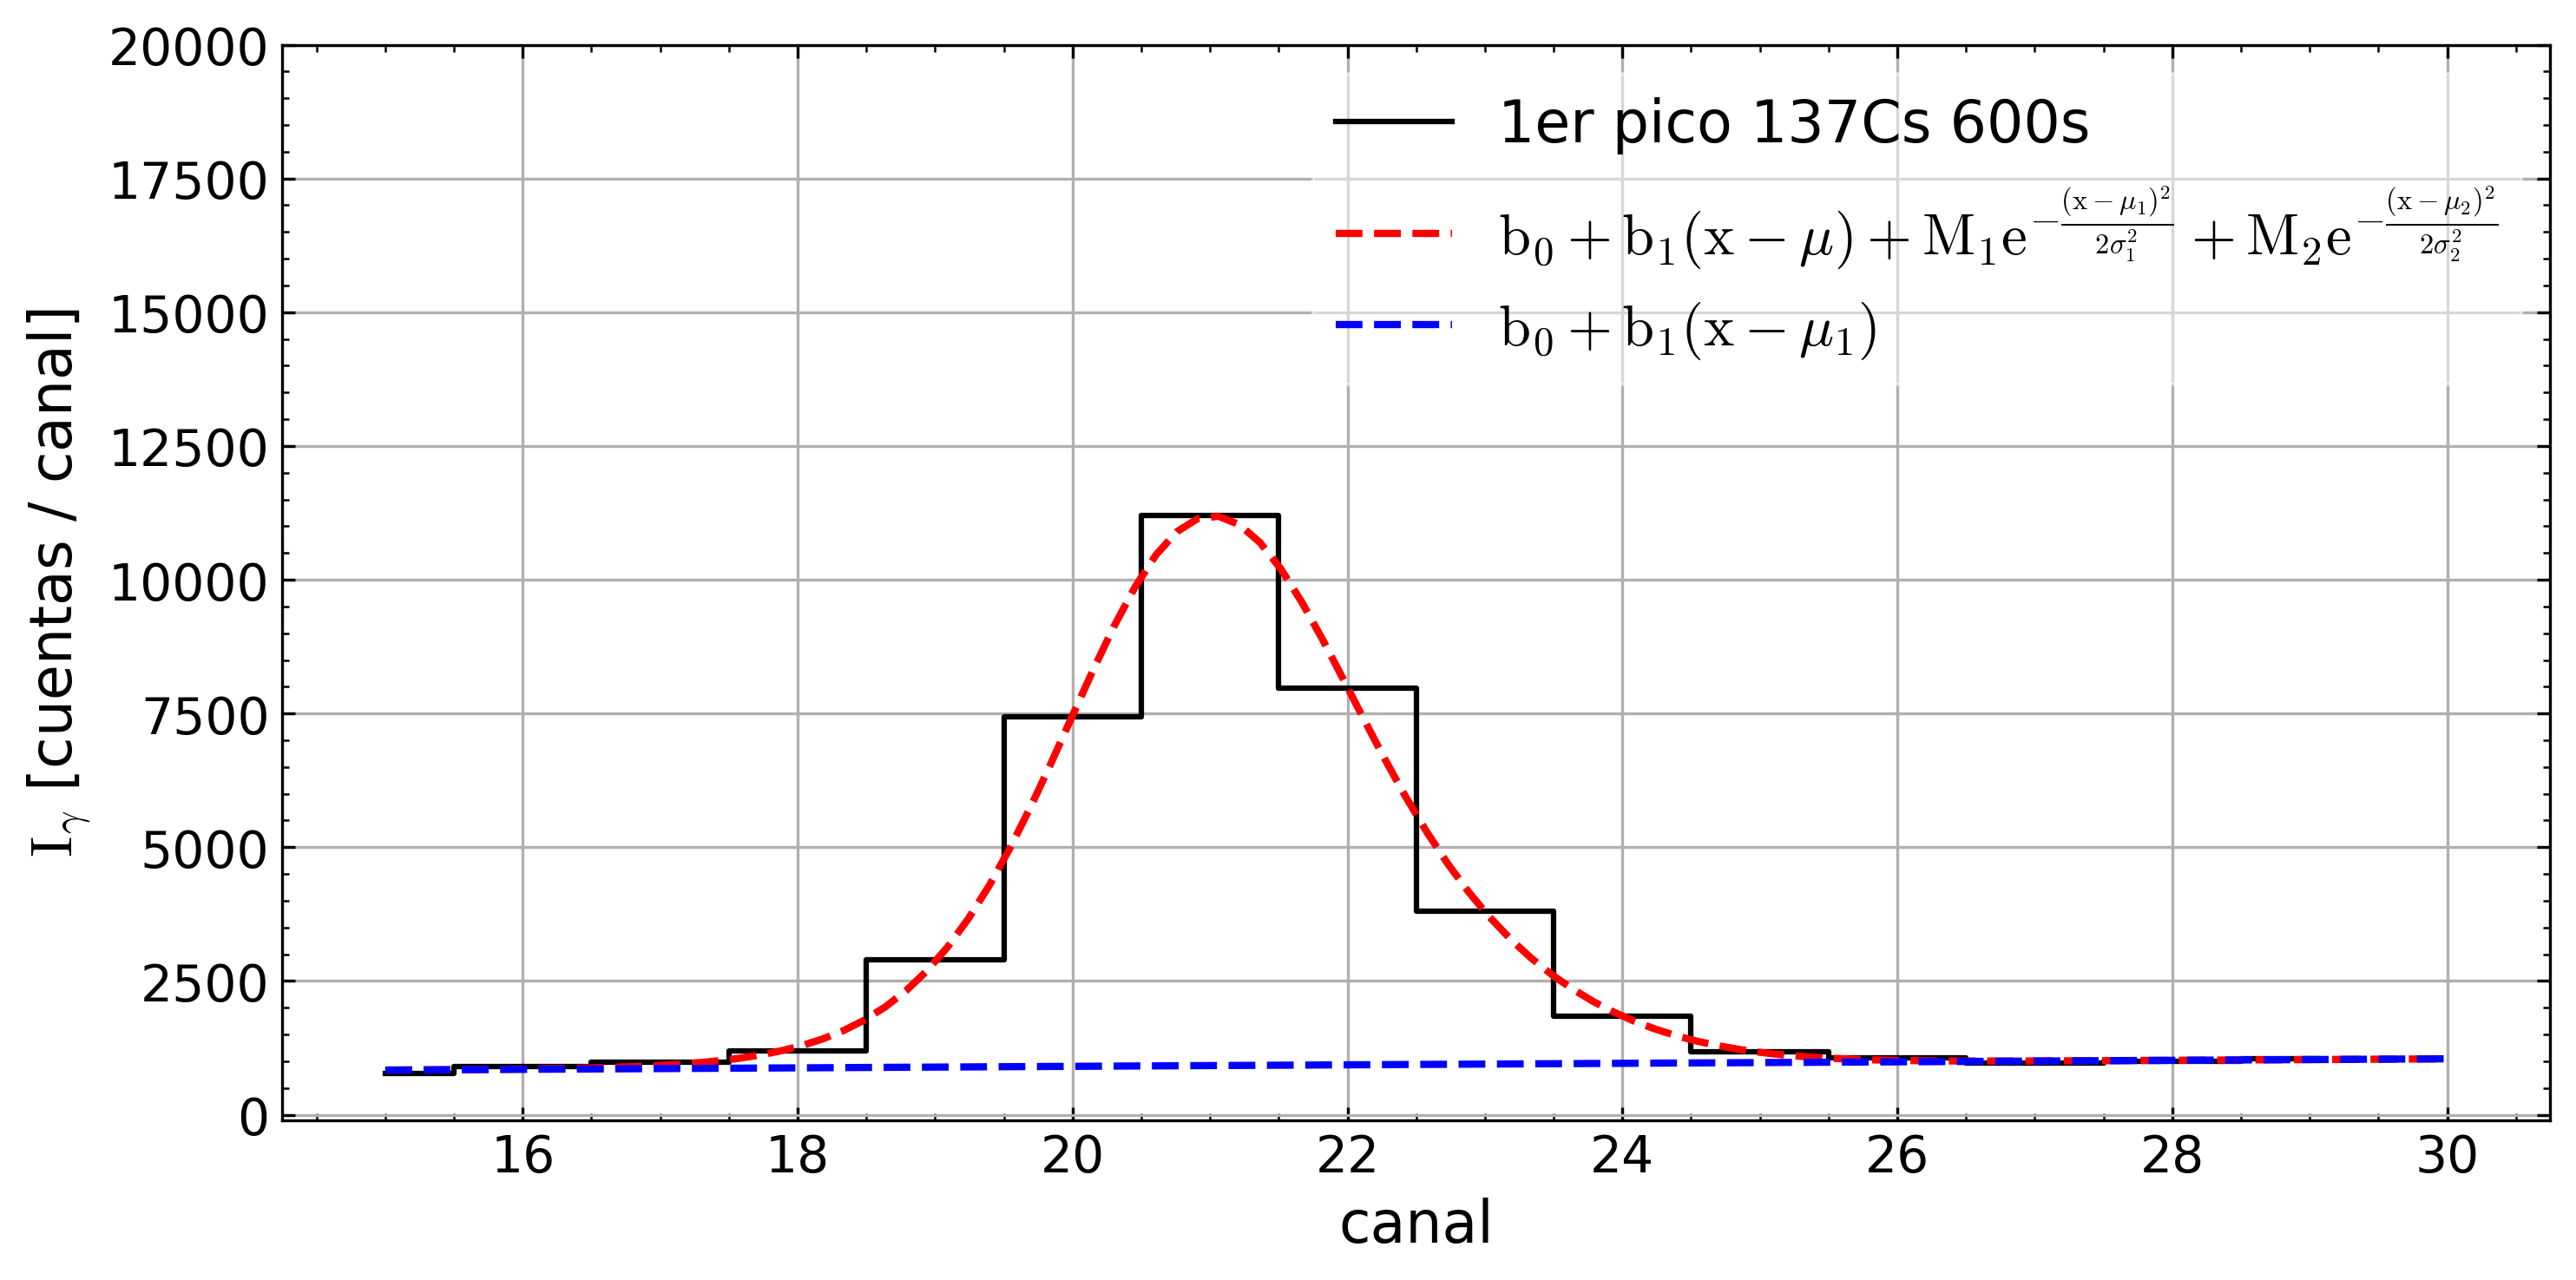 20000
17500
15000
12500
10000
7500
5000
2500
0
I_γ [cuentas / canal]
1er pico 137Cs 600s
b₀ + b₁(x − μ) + M₁e^{−(x − μ₁)²/2σ₁²} + M₂e^{−(x − μ₂)²/2σ₂²}
b₀ + b₁(x − μ₁)
16 18 20 22 24 26 28 30
canal